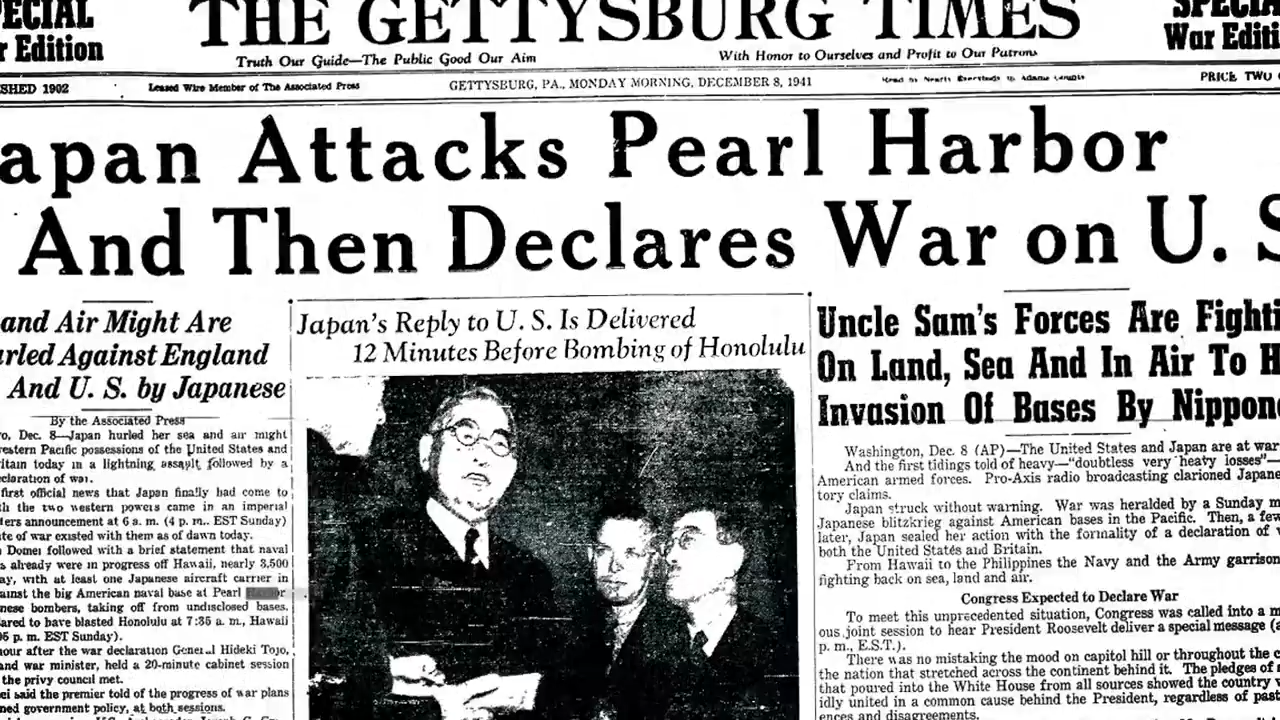 PECIAL
r Edition
THE GETTYSBURG TIMES
Truth Our Guide—The Public Good Our Aim
With Honor to Ourselves and Profit to Our Patrons
SPECIA
War Editi
SHED 1902
Leased Wire Member of The Associated Press
GETTYSBURG, PA., MONDAY MORNING, DECEMBER 8, 1941
Read by Nearly Everybody in Adams County
PRICE TWO
apan Attacks Pearl Harbor
And Then Declares War on U. S
and Air Might Are
urled Against England
And U. S. by Japanese
By the Associated Press
yo, Dec. 8—Japan hurled her sea and air might
estern Pacific possessions of the United States and
itain today in a lightning assault followed by a
claration of war.
first official news that Japan finally had come to
th the two western powers came in an imperial
ters announcement at 6 a. m. (4 p. m.. EST Sunday)
te of war existed with them as of dawn today.
Domei followed with a brief statement that naval
s already were in progress off Hawaii, nearly 3,500
ay, with at least one Japanese aircraft carrier in
ainst the big American naval base at Pearl Harbor
nese bombers, taking off from undisclosed bases,
ared to have blasted Honolulu at 7:35 a. m., Hawaii
05 p. m. EST Sunday).
hour after the war declaration General Hideki Tojo,
and war minister, held a 20-minute cabinet session
the privy council met.
ei said the premier told of the progress of war plans
ned government policy, at both sessions.
Japan's Reply to U. S. Is Delivered
12 Minutes Before Bombing of Honolulu
Uncle Sam's Forces Are Fighti
On Land, Sea And In Air To H
Invasion Of Bases By Nippon
Washington, Dec. 8 (AP)—The United States and Japan are at war
And the first tidings told of heavy—"doubtless very heavy losses"—
American armed forces. Pro-Axis radio broadcasting clarioned Japane
tory claims.
Japan struck without warning. War was heralded by a Sunday m
Japanese blitzkrieg against American bases in the Pacific. Then, a few
later, Japan sealed her action with the formality of a declaration of
both the United States and Britain.
From Hawaii to the Philippines the Navy and the Army garrison
fighting back on sea, land and air.
Congress Expected to Declare War
To meet this unprecedented situation, Congress was called into a
ous joint session to hear President Roosevelt deliver a special message (
p. m., E.S.T.).
There was no mistaking the mood on capitol hill or throughout the c
the nation that stretched across the continent behind it. The pledges of
that poured into the White House from all sources showed the country
idly united in a common cause behind the President, regardless of past
ences and disagreements.